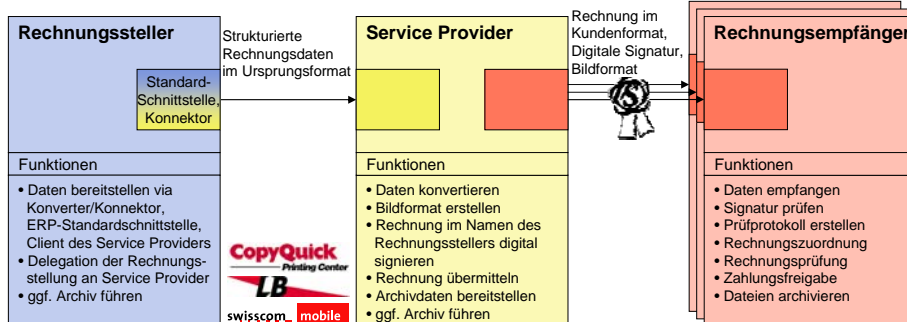 Rechnungssteller
Standard-
Schnittstelle,
Konnektor
Funktionen
• Daten bereitstellen via
Konverter/Konnektor,
ERP-Standardschnittstelle,
Client des Service Providers
• Delegation der Rechnungs-
stellung an Service Provider
• ggf. Archiv führen
Strukturierte
Rechnungsdaten
im Ursprungsformat
CopyQuick
Printing Center
LB
swisscom mobile
Service Provider
Funktionen
• Daten konvertieren
• Bildformat erstellen
• Rechnung im Namen des
Rechnungsstellers digital
signieren
• Rechnung übermitteln
• Archivdaten bereitstellen
• ggf. Archiv führen
Rechnung im
Kundenformat,
Digitale Signatur,
Bildformat
S
Rechnungsempfänger
Funktionen
• Daten empfangen
• Signatur prüfen
• Prüfprotokoll erstellen
• Rechnungszuordnung
• Rechnungsprüfung
• Zahlungsfreigabe
• Dateien archivieren